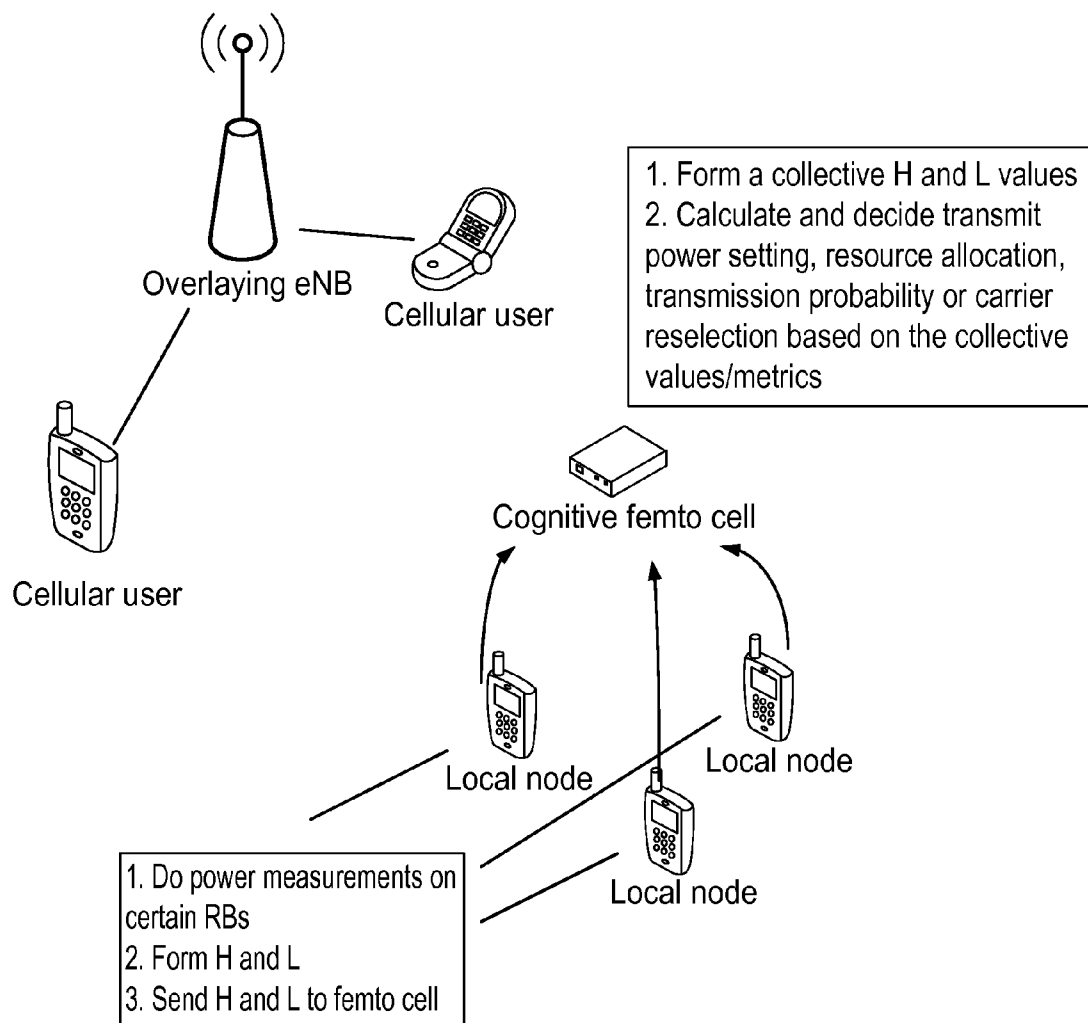 1. Form a collective H and L values
2. Calculate and decide transmit
power setting, resource allocation,
transmission probability or carrier
reselection based on the collective
values/metrics
Overlaying eNB
Cellular user
Cellular user
Cognitive femto cell
Local node
Local node
Local node
1. Do power measurements on
certain RBs
2. Form H and L
3. Send H and L to femto cell